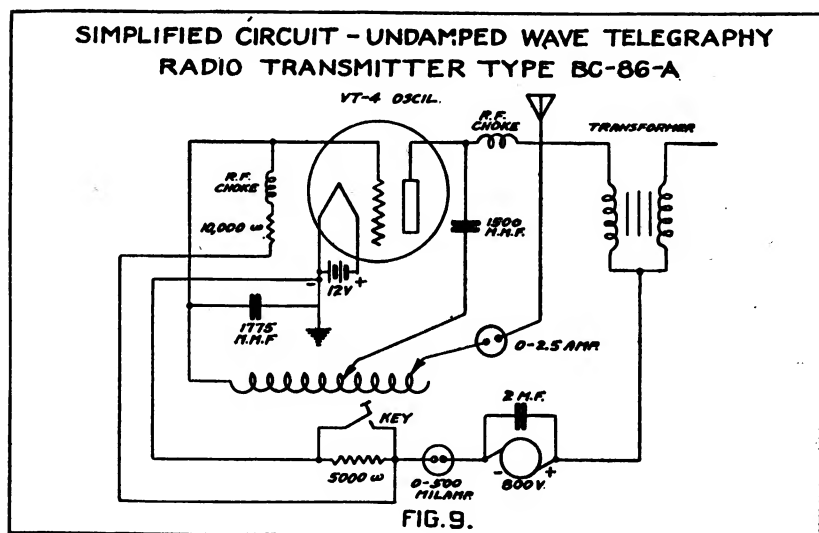 SIMPLIFIED CIRCUIT - UNDAMPED WAVE TELEGRAPHY
RADIO TRANSMITTER TYPE BC-86-A
VT-4 OSCIL.
R.F.
CHOKE
TRANSFORMER
R.F.
CHOKE
10,000 ω
1500
M.M.F.
- +
12V
1775
M.M.F
0-2.5 AMP.
KEY
2 M.F.
5000 ω
0-500
MILAMP.
- +
800V.
FIG. 9.